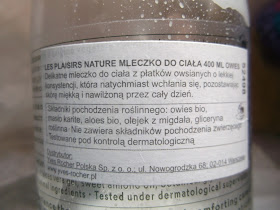 LES PLAISIRS NATURE MLECZKO DO CIAŁA 400 ML OWIES
Delikatne mleczko do ciała z płatków owsianych o lekkiej
konsystencji, która natychmiast wchłania się, pozostawiając
skórę miękką i nawilżoną przez cały dzień.
Składniki pochodzenia roślinnego: owies bio,
masło karite, aloes bio, olejek z migdała, gliceryna
roślinna · Nie zawiera składników pochodzenia zwierzęcego
· Testowane pod kontrolą dermatologiczną
Dystrybutor:
Yves Rocher Polska Sp. z o. o., ul. Nowogrodzka 68; 02-014 Warszawa
www.yves-rocher.pl
sweet almond oil,
ingredients · Tested under dermatological